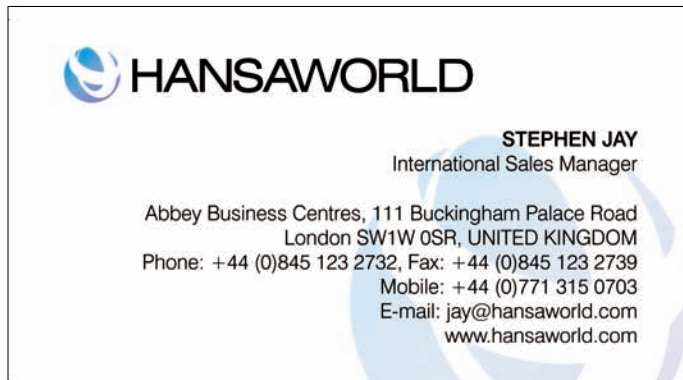 HANSAWORLD
STEPHEN JAY
International Sales Manager
Abbey Business Centres, 111 Buckingham Palace Road
London SW1W 0SR, UNITED KINGDOM
Phone: +44 (0)845 123 2732, Fax: +44 (0)845 123 2739
Mobile: +44 (0)771 315 0703
E-mail: jay@hansaworld.com
www.hansaworld.com